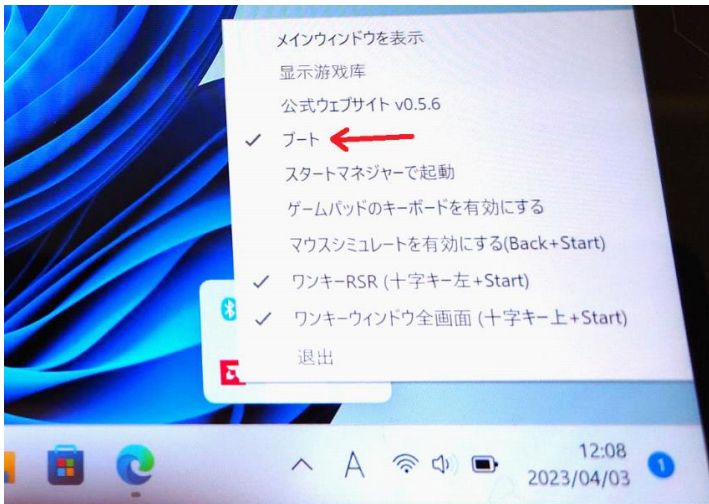 メインウィンドウを表示
显示游戏库
公式ウェブサイト v0.5.6
ブート
スタートマネジャーで起動
ゲームパッドのキーボードを有効にする
マウスシミュレートを有効にする(Back+Start)
ワンキーRSR (十字キー左+Start)
ワンキーウィンドウ全画面 (十字キー上+Start)
退出
A
12:08
2023/04/03
1